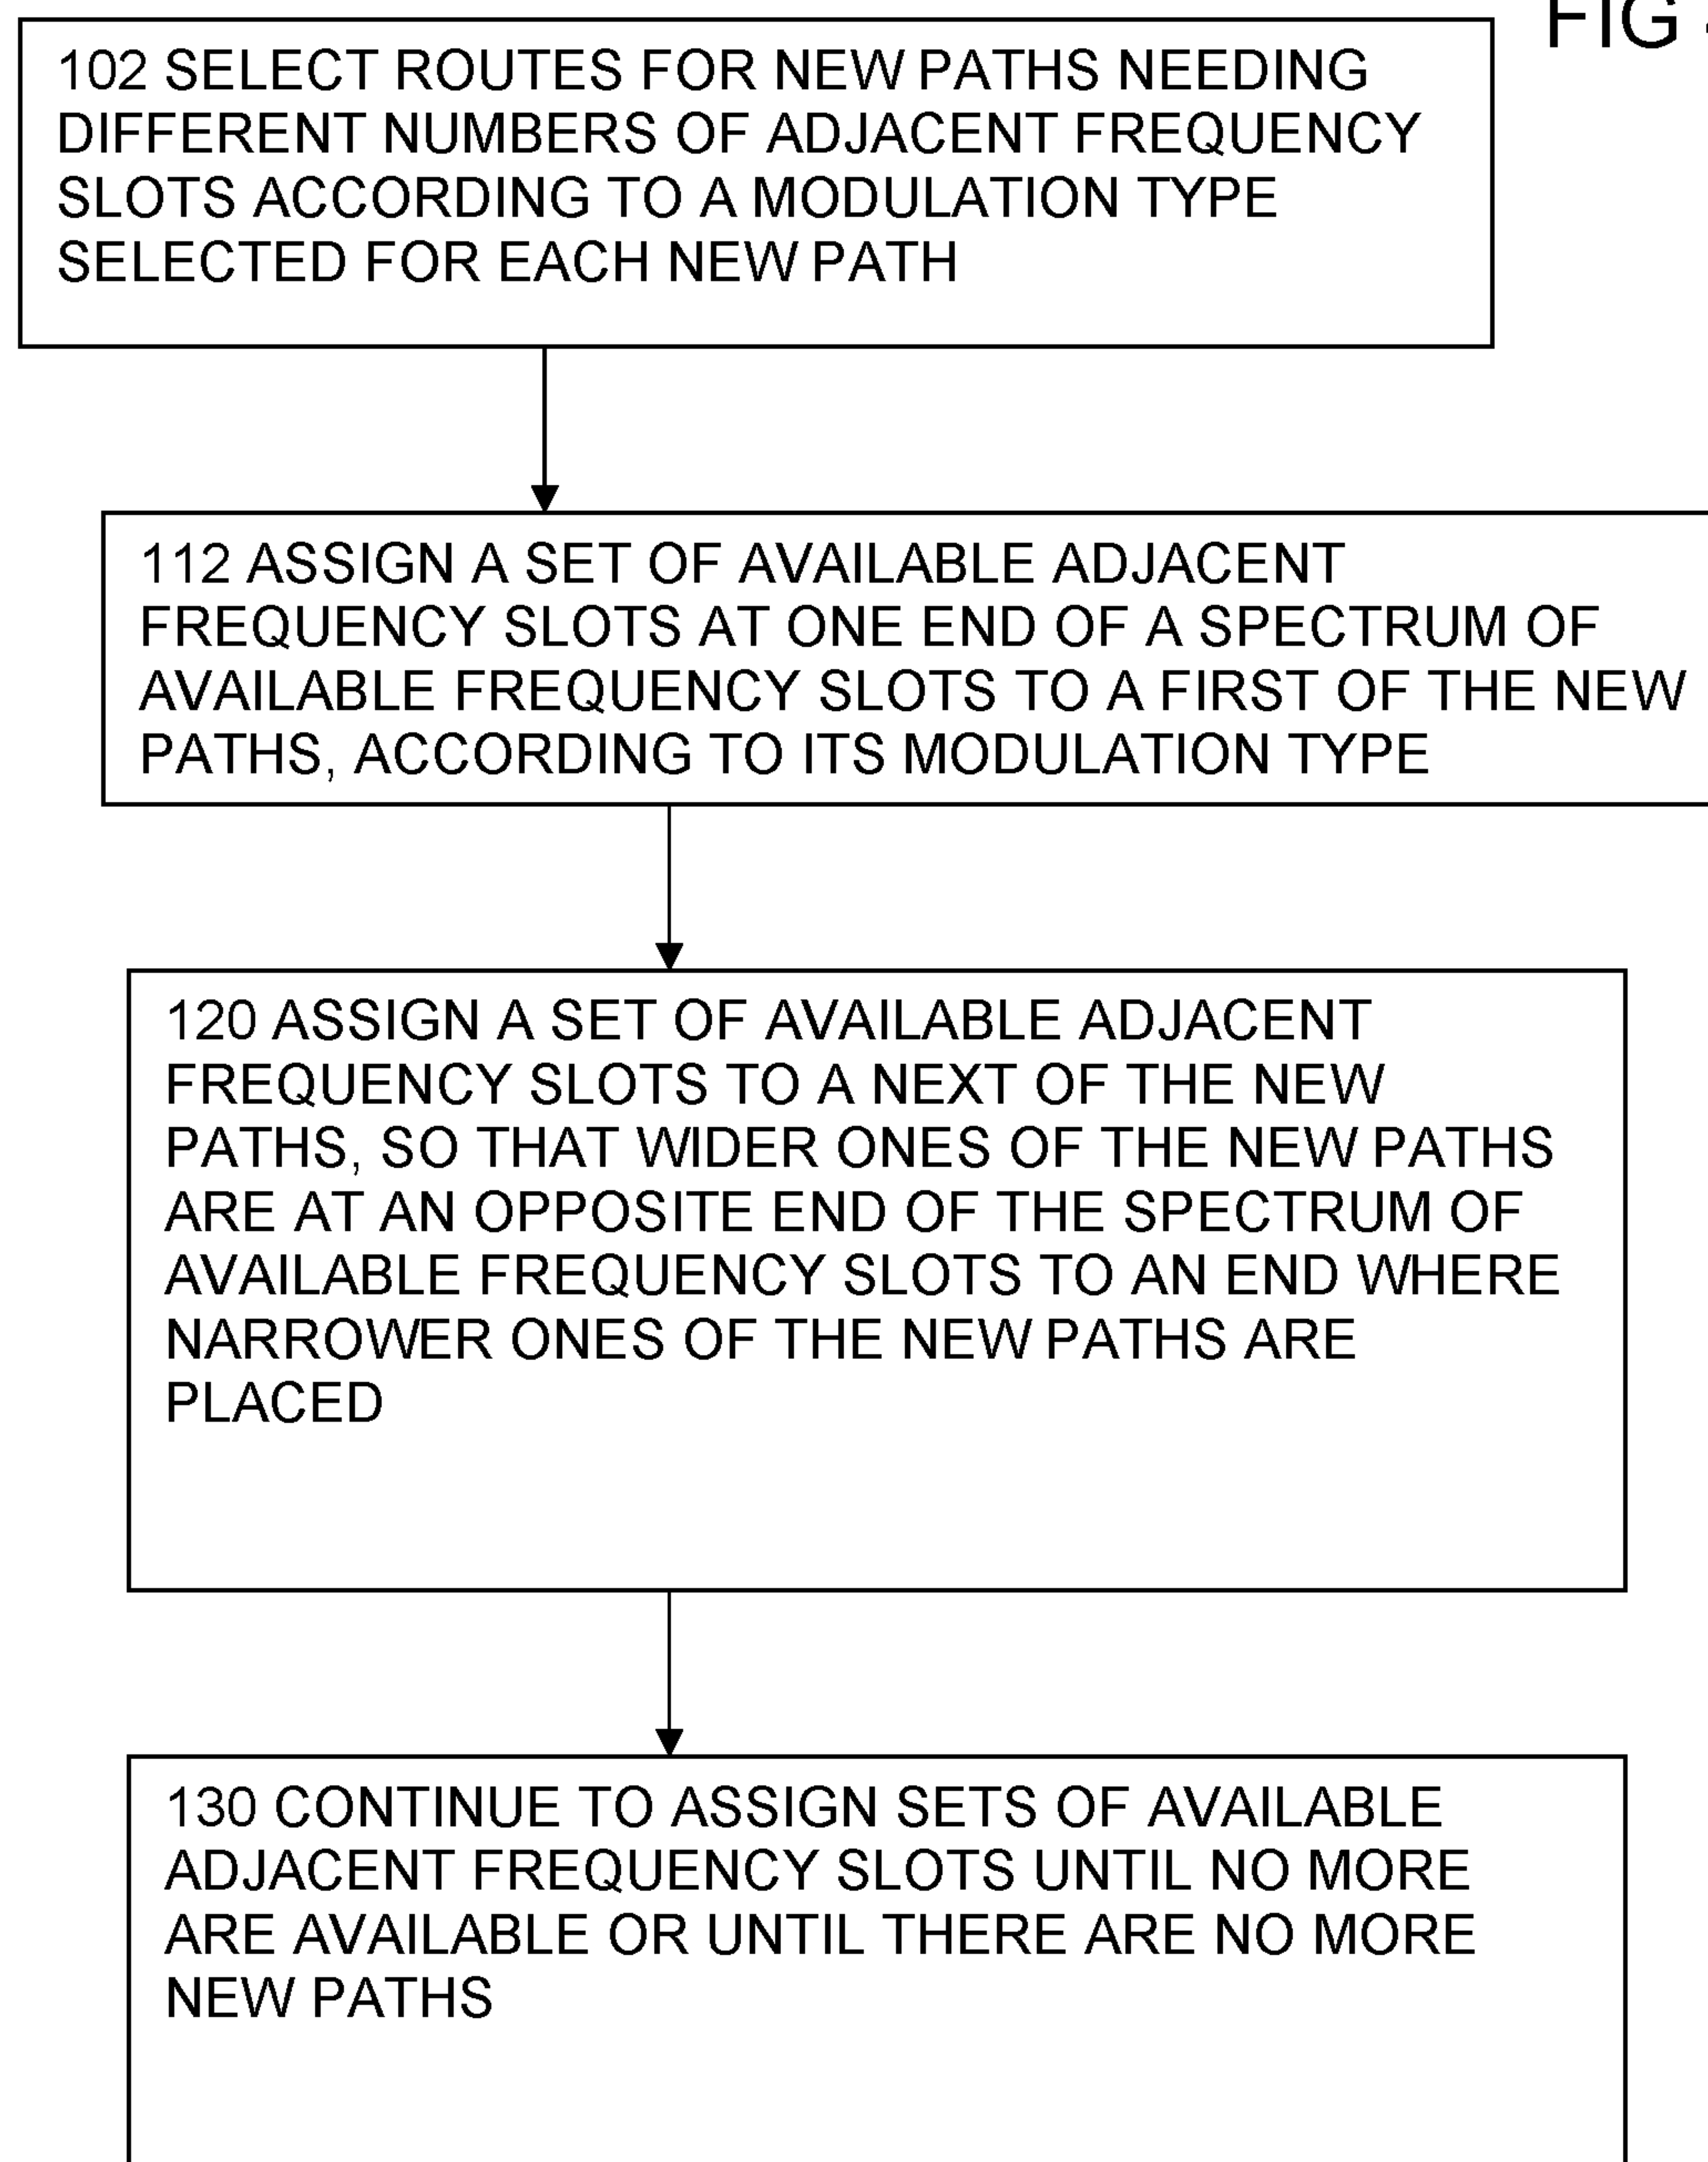 FIG
102 SELECT ROUTES FOR NEW PATHS NEEDING
DIFFERENT NUMBERS OF ADJACENT FREQUENCY
SLOTS ACCORDING TO A MODULATION TYPE
SELECTED FOR EACH NEW PATH
112 ASSIGN A SET OF AVAILABLE ADJACENT
FREQUENCY SLOTS AT ONE END OF A SPECTRUM OF
AVAILABLE FREQUENCY SLOTS TO A FIRST OF THE NEW
PATHS, ACCORDING TO ITS MODULATION TYPE
120 ASSIGN A SET OF AVAILABLE ADJACENT
FREQUENCY SLOTS TO A NEXT OF THE NEW
PATHS, SO THAT WIDER ONES OF THE NEW PATHS
ARE AT AN OPPOSITE END OF THE SPECTRUM OF
AVAILABLE FREQUENCY SLOTS TO AN END WHERE
NARROWER ONES OF THE NEW PATHS ARE
PLACED
130 CONTINUE TO ASSIGN SETS OF AVAILABLE
ADJACENT FREQUENCY SLOTS UNTIL NO MORE
ARE AVAILABLE OR UNTIL THERE ARE NO MORE
NEW PATHS